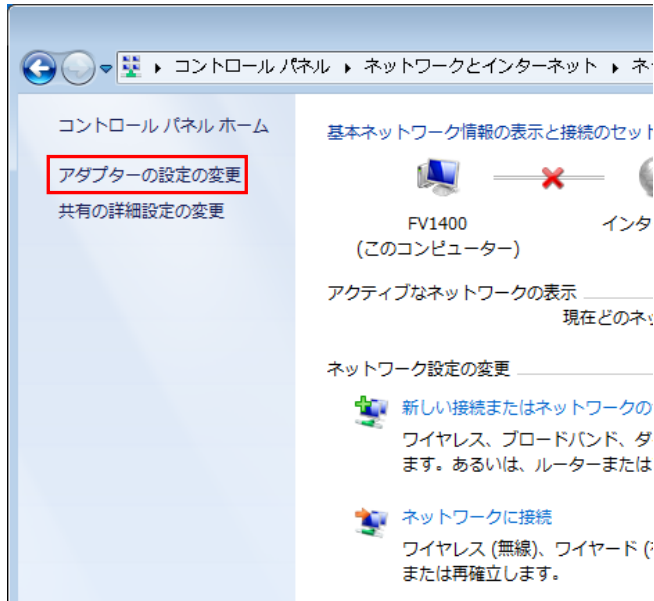 コントロール パネル ▸ ネットワークとインターネット ▸ ネ
コントロール パネル ホーム
アダプターの設定の変更
共有の詳細設定の変更
基本ネットワーク情報の表示と接続のセット
FV1400
(このコンピューター)
インタ
アクティブなネットワークの表示
現在どのネッ
ネットワーク設定の変更
新しい接続またはネットワークの
ワイヤレス、ブロードバンド、ダ
ます。あるいは、ルーターまたは
ネットワークに接続
ワイヤレス (無線)、ワイヤード (
または再確立します。